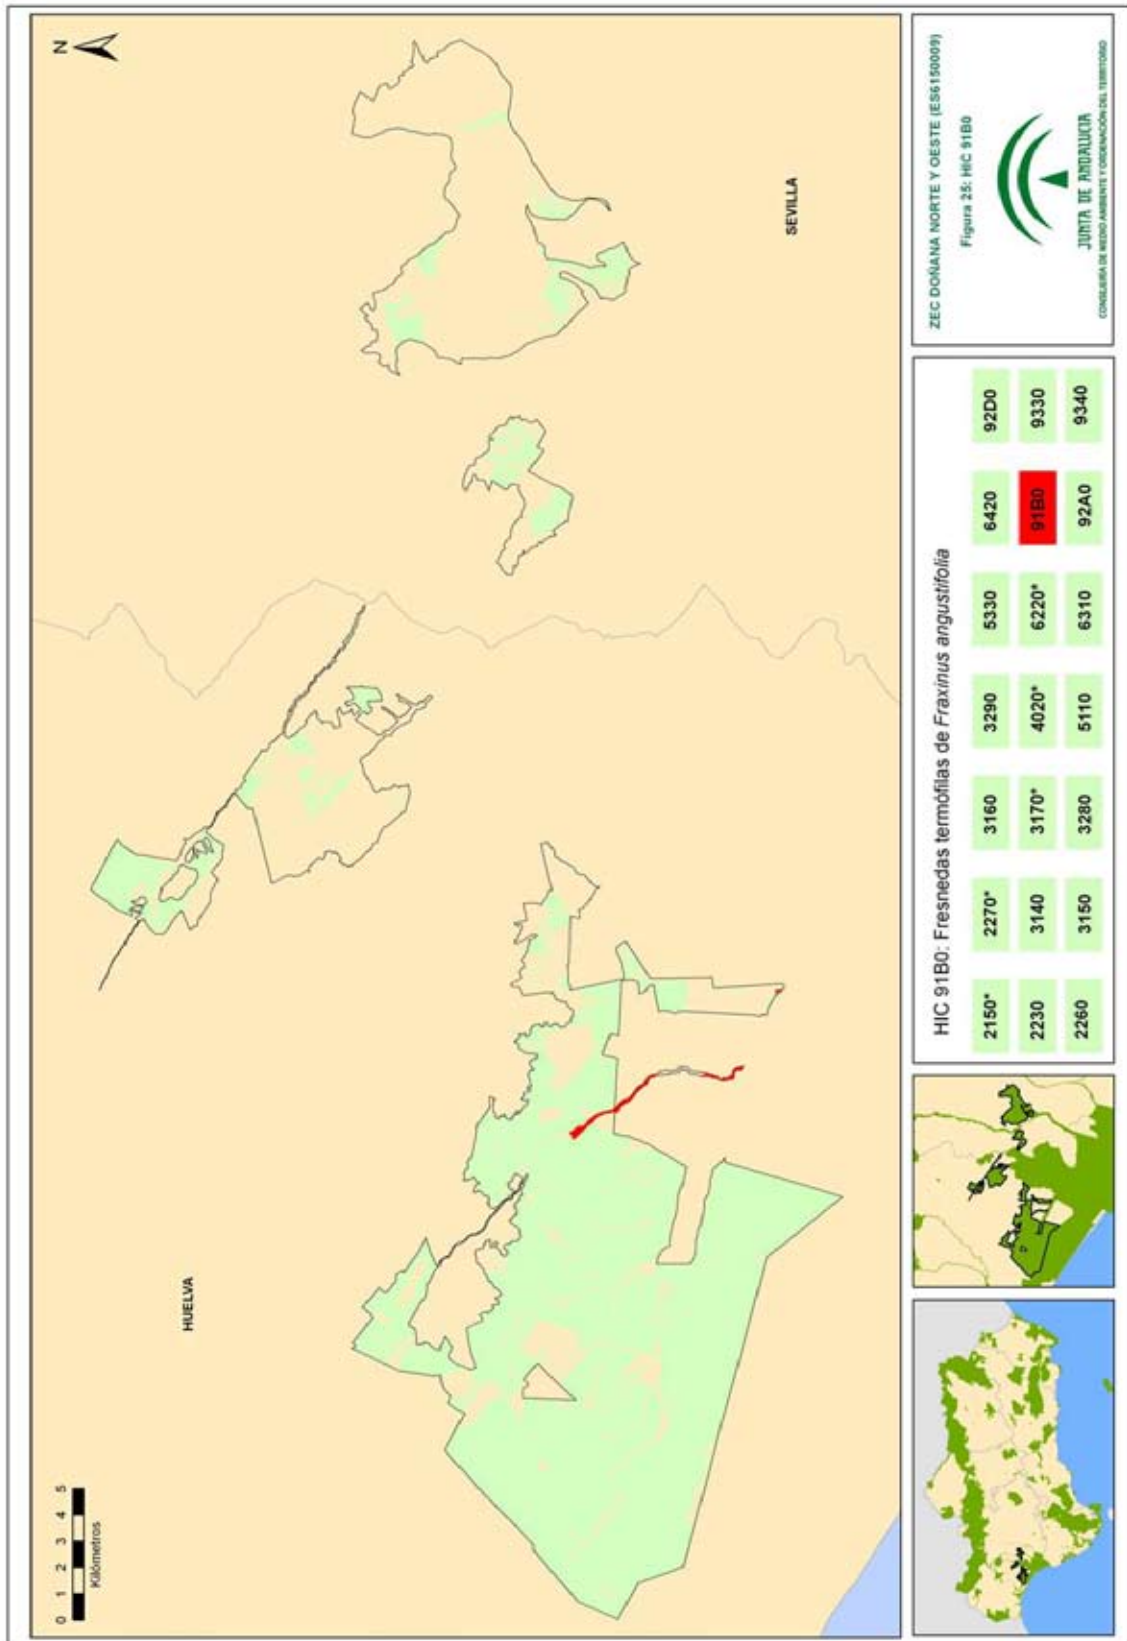 N
HUELVA
SEVILLA
0 1 2 3 4 5
Kilómetros
HIC 91B0: Fresnedas termófilas de Fraxinus angustifolia
2150* 2270* 3160 3290 5330 6420 92D0
2230 3140 3170* 4020* 6220* 91B0 9330
2260 3150 3280 5110 6310 92A0 9340
ZEC DOÑANA NORTE Y OESTE (ES6150009)
Figura 25: HIC 91B0
JUNTA DE ANDALUCIA
CONSEJERÍA DE MEDIO AMBIENTE Y ORDENACIÓN DEL TERRITORIO